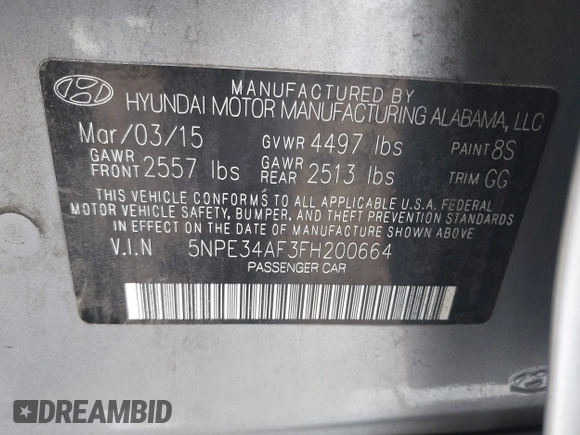 MANUFACTURED BY
HYUNDAI MOTOR MANUFACTURING ALABAMA, LLC
Mar/03/15 GVWR 4497 lbs PAINT 8S
GAWR FRONT 2557 lbs GAWR REAR 2513 lbs TRIM GG
THIS VEHICLE CONFORMS TO ALL APPLICABLE U.S.A. FEDERAL
MOTOR VEHICLE SAFETY, BUMPER, AND THEFT PREVENTION
STANDARDS IN EFFECT ON THE DATE OF MANUFACTURE SHOWN ABOVE.
V.I.N 5NPE34AF3FH200664
PASSENGER CAR
DREAMBID